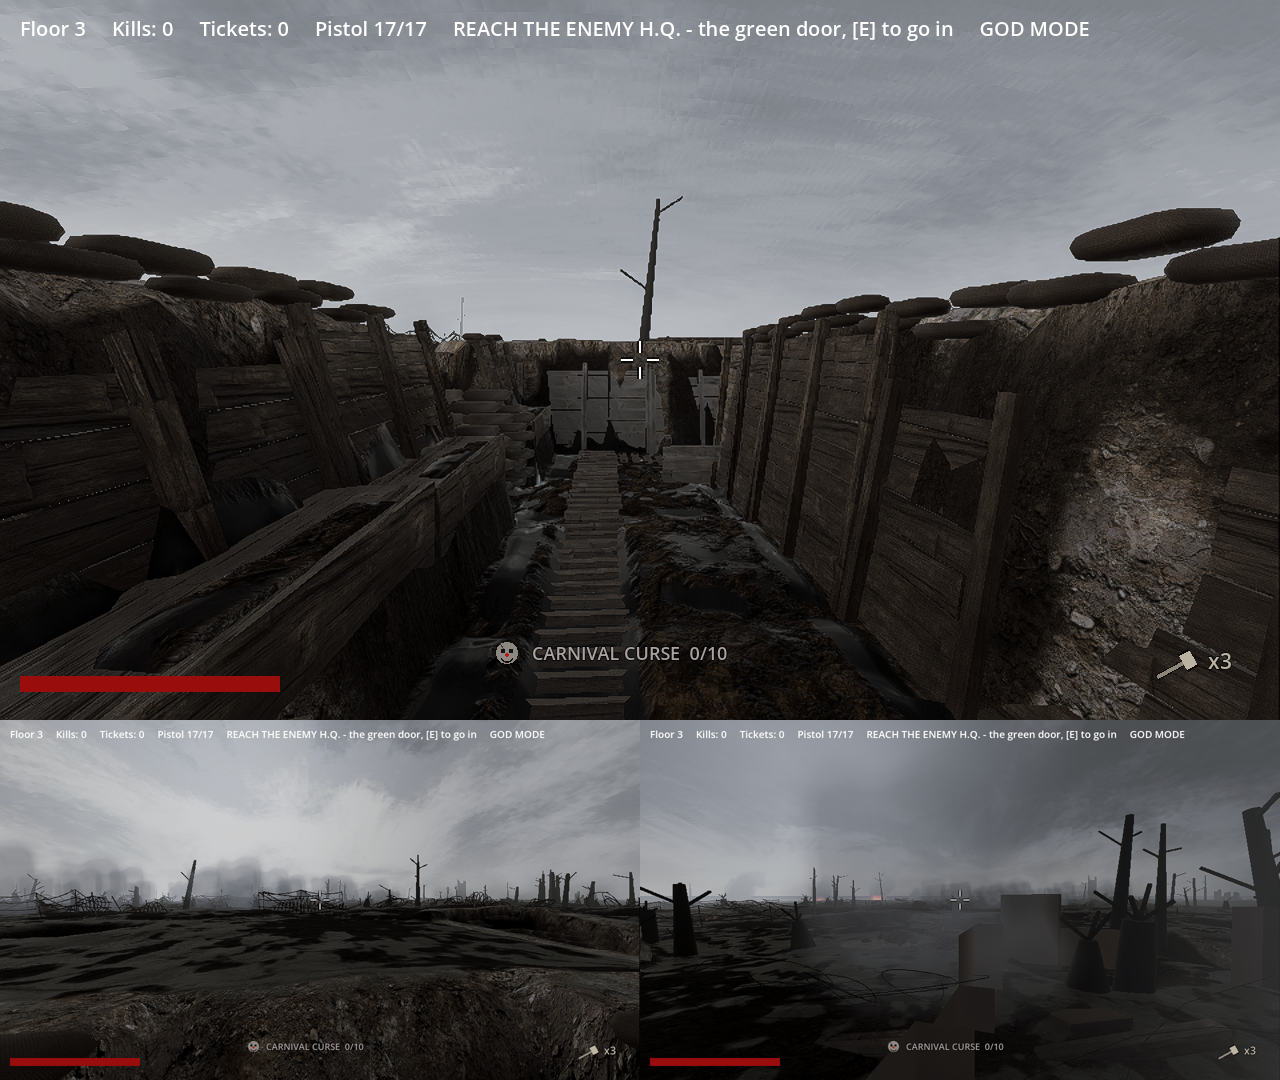 Floor 3 Kills: 0 Tickets: 0 Pistol 17/17 REACH THE ENEMY H.Q. - the green door, [E] to go in GOD MODE
CARNIVAL CURSE 0/10
x3
Floor 3 Kills: 0 Tickets: 0 Pistol 17/17 REACH THE ENEMY H.Q. - the green door, [E] to go in GOD MODE
CARNIVAL CURSE 0/10
x3
Floor 3 Kills: 0 Tickets: 0 Pistol 17/17 REACH THE ENEMY H.Q. - the green door, [E] to go in GOD MODE
CARNIVAL CURSE 0/10
x3